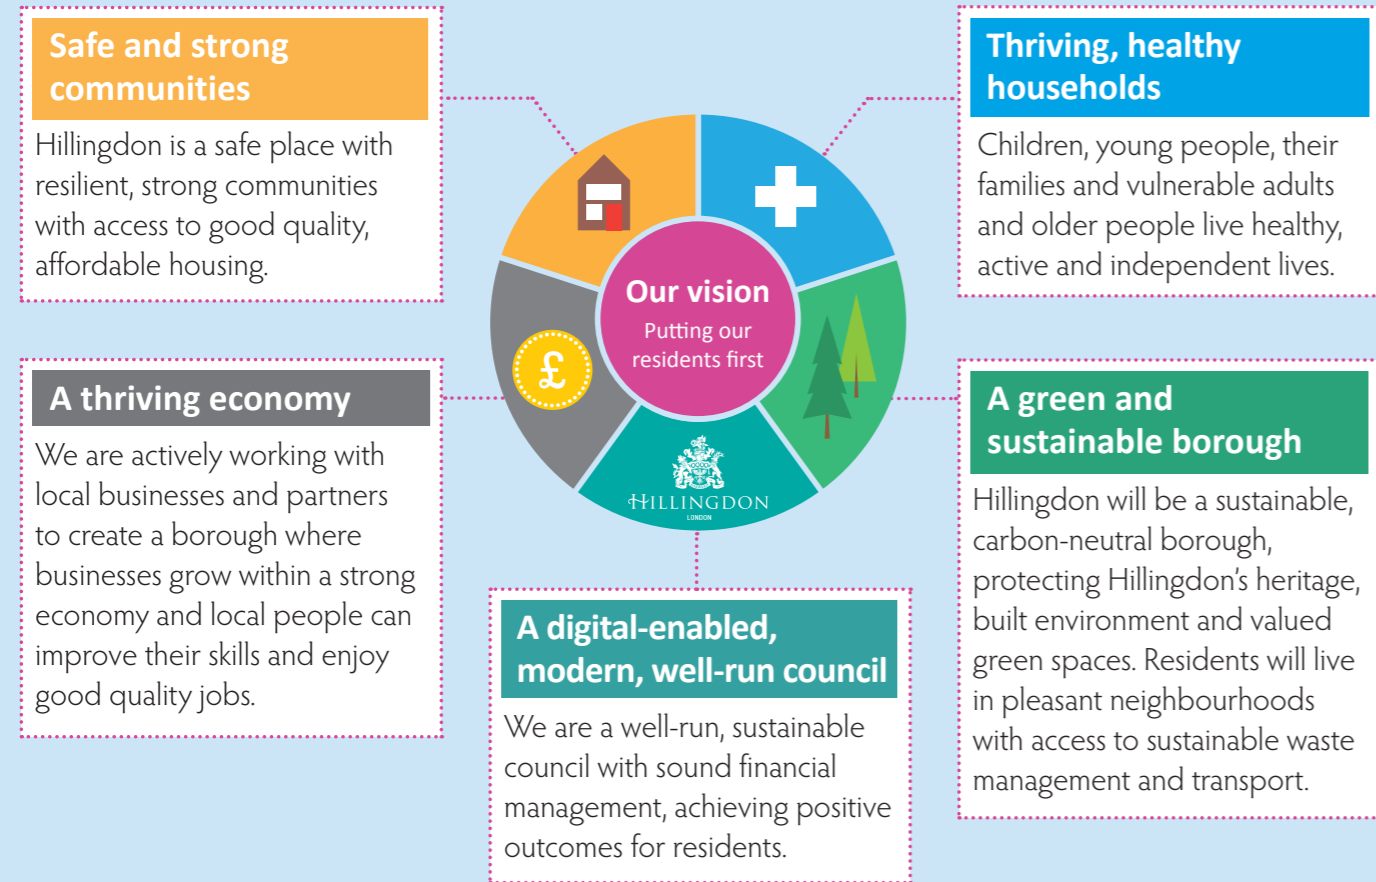 Safe and strong
communities
Hillingdon is a safe place with
resilient, strong communities
with access to good quality,
affordable housing.
Thriving, healthy
households
Children, young people, their
families and vulnerable adults
and older people live healthy,
active and independent lives.
Our vision
Putting our
residents first
£
HILLINGDON
LONDON
A thriving economy
We are actively working with
local businesses and partners
to create a borough where
businesses grow within a strong
economy and local people can
improve their skills and enjoy
good quality jobs.
A green and
sustainable borough
Hillingdon will be a sustainable,
carbon-neutral borough,
protecting Hillingdon’s heritage,
built environment and valued
green spaces. Residents will live
in pleasant neighbourhoods
with access to sustainable waste
management and transport.
A digital-enabled,
modern, well-run council
We are a well-run, sustainable
council with sound financial
management, achieving positive
outcomes for residents.